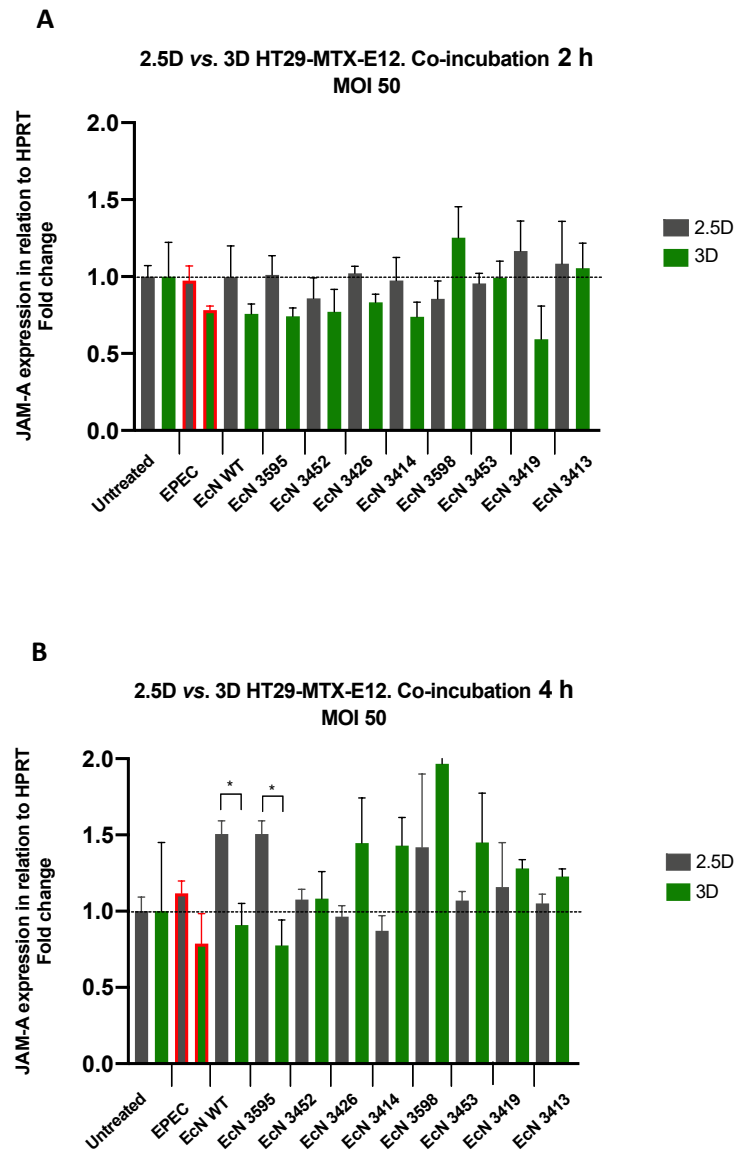 A
2.5D vs. 3D HT29-MTX-E12. Co-incubation 2 h
MOI 50
JAM-A expression in relation to HPRT
Fold change
2.0
1.5
1.0
0.5
0.0
Untreated
EPEC
EcN WT
EcN 3595
EcN 3452
EcN 3426
EcN 3414
EcN 3598
EcN 3453
EcN 3419
EcN 3413
2.5D
3D
B
2.5D vs. 3D HT29-MTX-E12. Co-incubation 4 h
MOI 50
JAM-A expression in relation to HPRT
Fold change
2.0
1.5
1.0
0.5
0.0
*
*
Untreated
EPEC
EcN WT
EcN 3595
EcN 3452
EcN 3426
EcN 3414
EcN 3598
EcN 3453
EcN 3419
EcN 3413
2.5D
3D